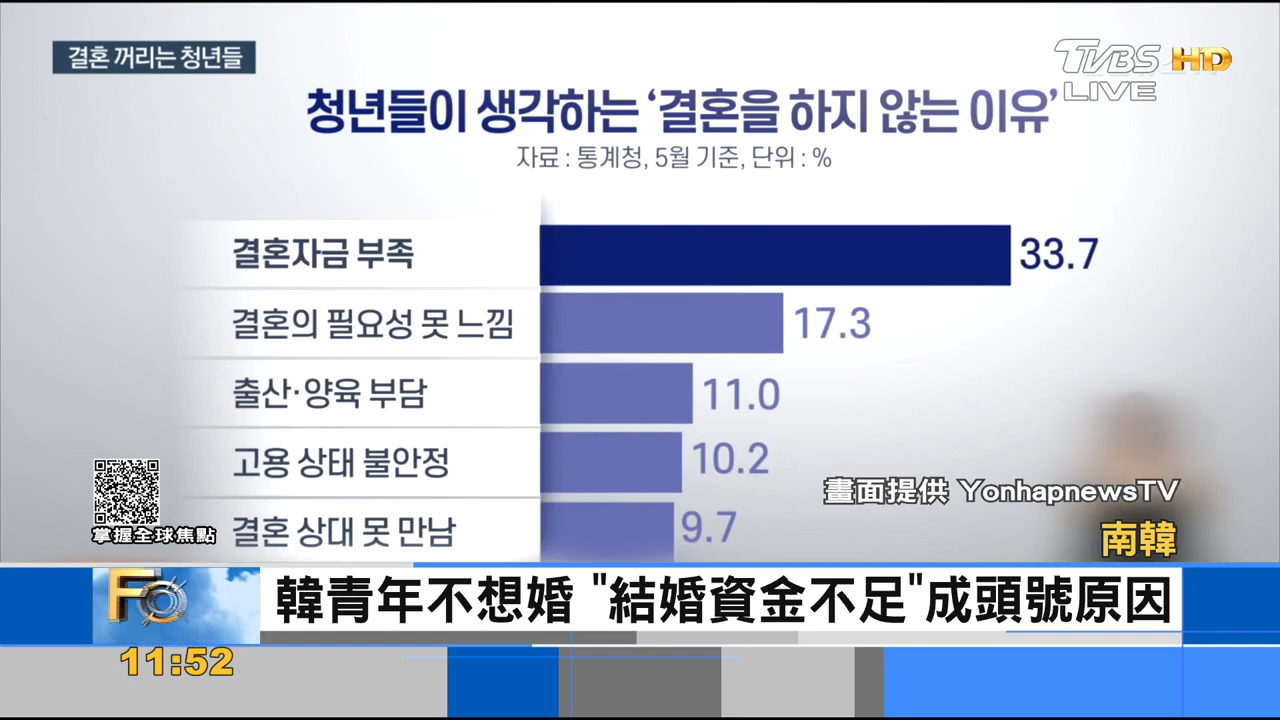 결혼 꺼리는 청년들
TVBS HD
LIVE
청년들이 생각하는 ‘결혼을 하지 않는 이유’
자료 : 통계청, 5월 기준, 단위 : %
결혼자금 부족 33.7
결혼의 필요성 못 느낌 17.3
출산·양육 부담 11.0
고용 상태 불안정 10.2
결혼 상대 못 만남 9.7
畫面提供 YonhapnewsTV
掌握全球焦點
南韓
韓青年不想婚 "結婚資金不足"成頭號原因
11:52